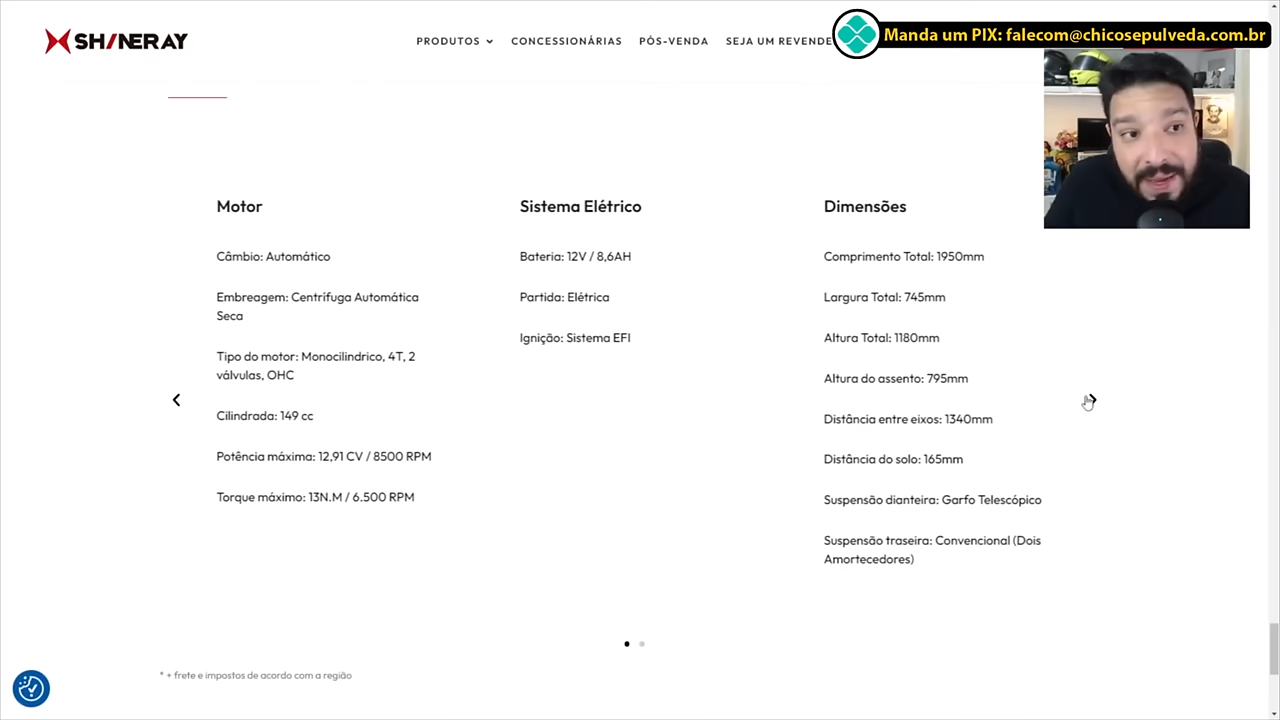 SHINERAY
PRODUTOS
CONCESSIONÁRIAS
PÓS-VENDA
SEJA UM REVENDE
Manda um PIX: falecom@chicosepulveda.com.br
Motor
Câmbio: Automático
Embreagem: Centrífuga Automática
Seca
Tipo do motor: Monocilindrico, 4T, 2
válvulas, OHC
Cilindrada: 149 cc
Potência máxima: 12,91 CV / 8500 RPM
Torque máximo: 13N.M / 6.500 RPM
Sistema Elétrico
Bateria: 12V / 8,6AH
Partida: Elétrica
Ignição: Sistema EFI
Dimensões
Comprimento Total: 1950mm
Largura Total: 745mm
Altura Total: 1180mm
Altura do assento: 795mm
Distância entre eixos: 1340mm
Distância do solo: 165mm
Suspensão dianteira: Garfo Telescópico
Suspensão traseira: Convencional (Dois
Amortecedores)
* + frete e impostos de acordo com a região